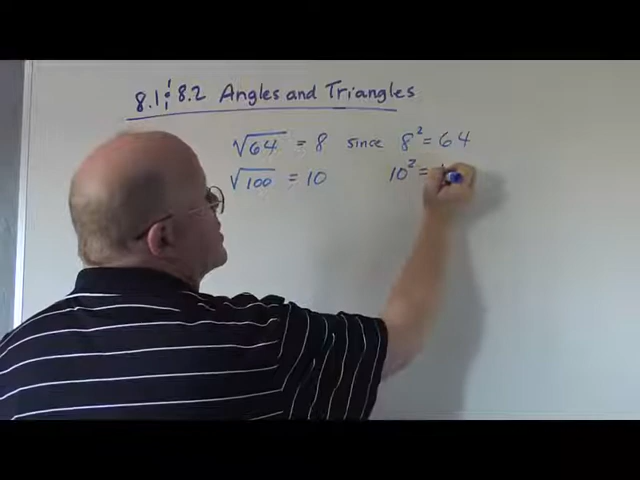 8.1 & 8.2 Angles and Triangles
√64 = 8 since 8² = 64
√100 = 10 10² =